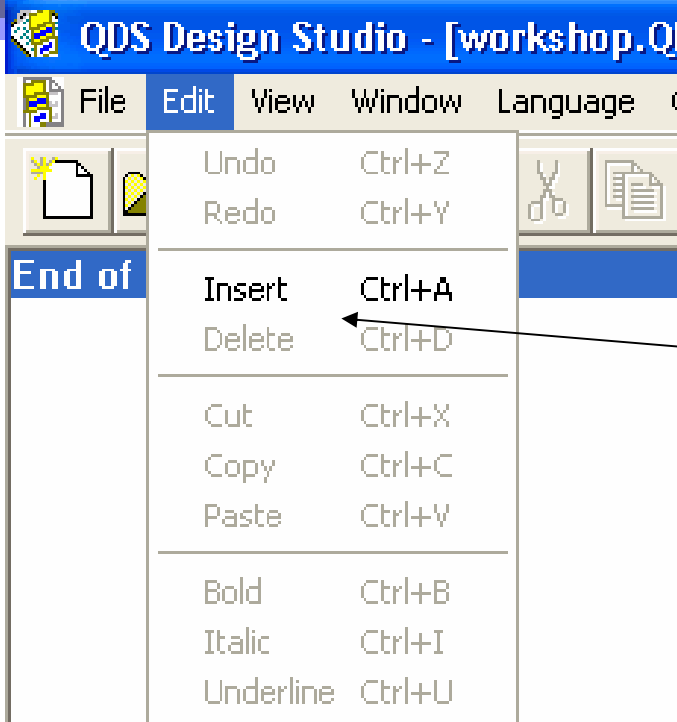 QDS Design Studio - [workshop.Q
File Edit View Window Language
Undo Ctrl+Z
Redo Ctrl+Y
End of
Insert Ctrl+A
Delete Ctrl+D
Cut Ctrl+X
Copy Ctrl+C
Paste Ctrl+V
Bold Ctrl+B
Italic Ctrl+I
Underline Ctrl+U